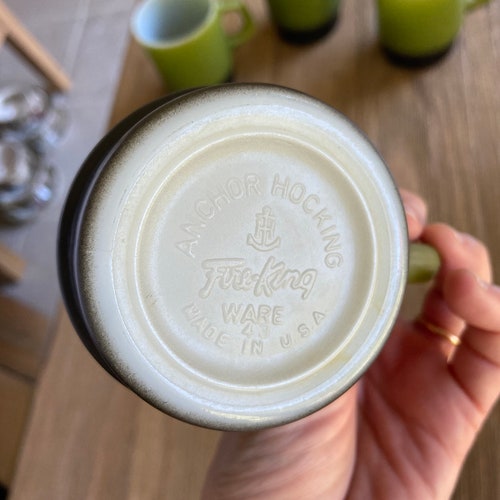 ANCHOR HOCKING
Fire-King
WARE
4
MADE IN U S A